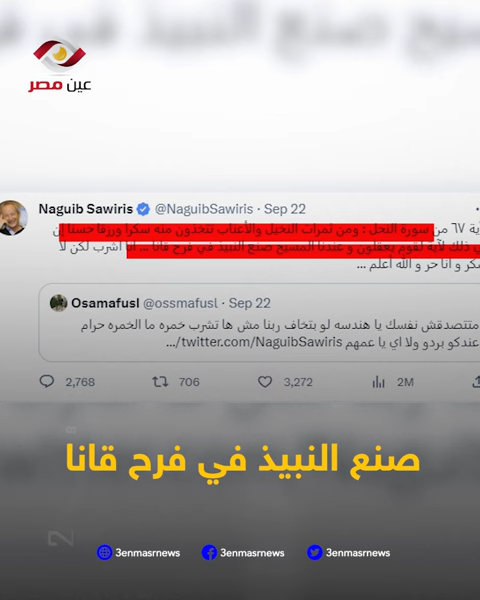 عين مصر
Naguib Sawiris @NaguibSawiris · Sep 22
ية ٦٧ من سورة النحل : ومن ثمرات النخيل والأعناب تتخذون منه سكرا ورزقا حسنا إن
ذلك لآية لقوم يعقلون و عندنا المسيح صنع النبيذ في فرح قانا ... انا اشرب لكن لا
سكر و انا حر و الله أعلم ...
Osamafusl @ossmafusl · Sep 22
متتصدقش نفسك يا هندسه لو بتخاف ربنا مش ها تشرب خمره ما الخمره حرام
عندكو بردو ولا اي يا عمهم twitter.com/NaguibSawiris/...
2,768 706 3,272 2M
صنع النبيذ في فرح قانا
3enmasrnews 3enmasrnews 3enmasrnews